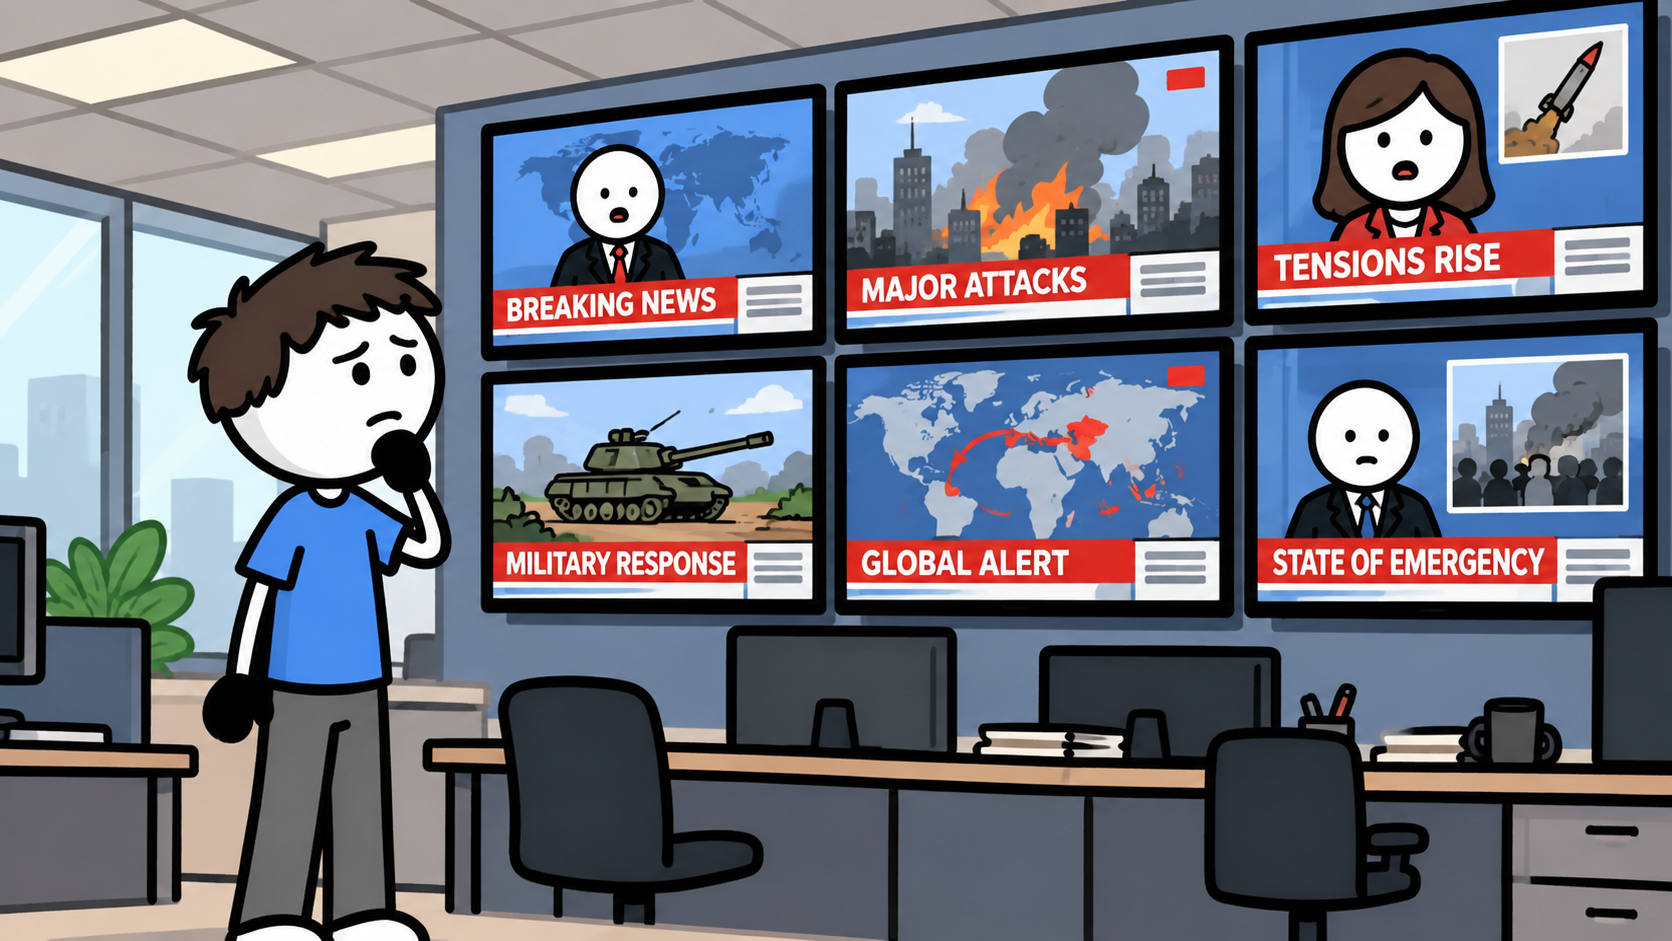 BREAKING NEWS
MAJOR ATTACKS
TENSIONS RISE
MILITARY RESPONSE
GLOBAL ALERT
STATE OF EMERGENCY